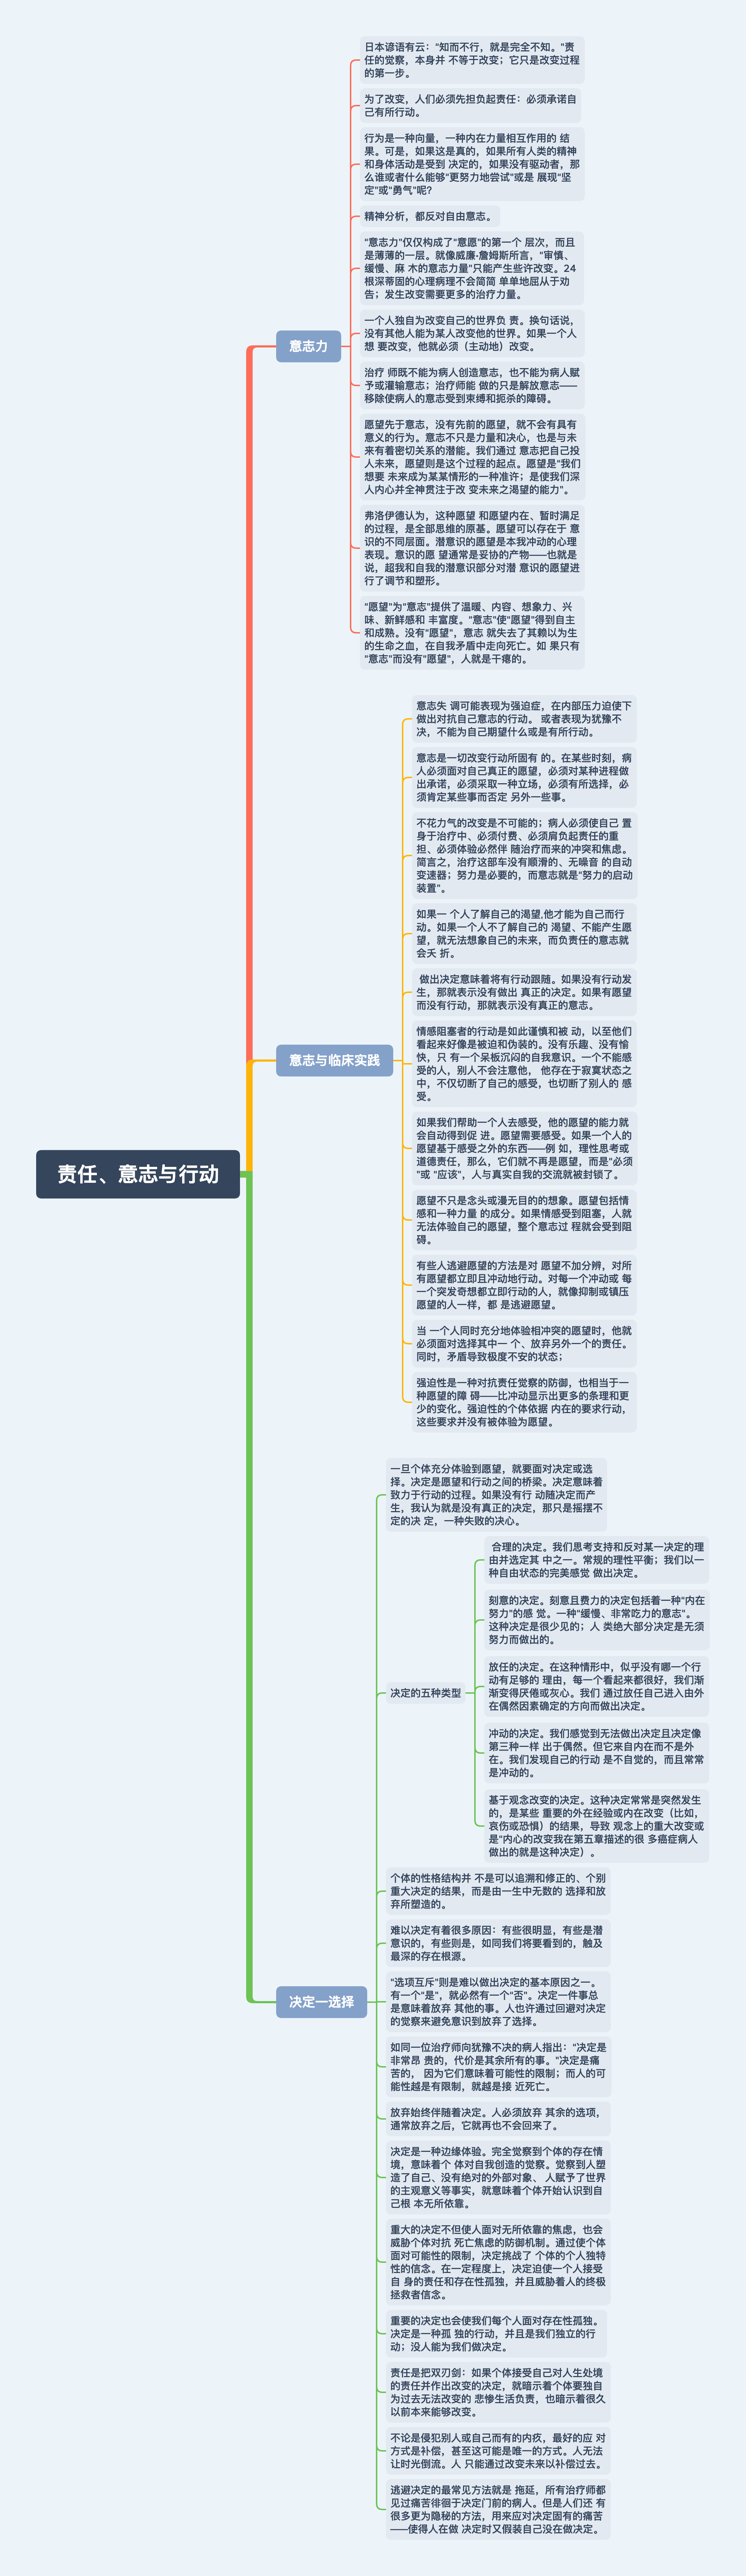 日本谚语有云："知而不行，就是完全不知。"责
任的觉察，本身并 不等于改变；它只是改变过程
的第一步。
为了改变，人们必须先担负起责任：必须承诺自
己有所行动。
行为是一种向量，一种内在力量相互作用的 结
果。可是，如果这是真的，如果所有人类的精神
和身体活动是受到 决定的，如果没有驱动者，那
么谁或者什么能够"更努力地尝试"或是 展现"坚
定"或"勇气"呢？
精神分析，都反对自由意志。
"意志力"仅仅构成了"意愿"的第一个 层次，而且
是薄薄的一层。就像威廉·詹姆斯所言，"审慎、
缓慢、麻 木的意志力量"只能产生些许改变。24
根深蒂固的心理病理不会简简 单单地屈从于劝
告；发生改变需要更多的治疗力量。
一个人独自为改变自己的世界负 责。换句话说，
没有其他人能为某人改变他的世界。如果一个人
想 要改变，他就必须（主动地）改变。
意志力
治疗 师既不能为病人创造意志，也不能为病人赋
予或灌输意志；治疗师能 做的只是解放意志——
移除使病人的意志受到束缚和扼杀的障碍。
愿望先于意志，没有先前的愿望，就不会有具有
意义的行为。意志不只是力量和决心，也是与未
来有着密切关系的潜能。我们通过 意志把自己投
人未来，愿望则是这个过程的起点。愿望是"我们
想要 未来成为某某情形的一种准许；是使我们深
人内心并全神贯注于改 变未来之渴望的能力"。
弗洛伊德认为，这种愿望 和愿望内在、暂时满足
的过程，是全部思维的原基。愿望可以存在于 意
识的不同层面。潜意识的愿望是本我冲动的心理
表现。意识的愿 望通常是妥协的产物——也就是
说，超我和自我的潜意识部分对潜 意识的愿望进
行了调节和塑形。
"愿望"为"意志"提供了温暖、内容、想象力、兴
味、新鲜感和 丰富度。"意志"使"愿望"得到自主
和成熟。没有"愿望"，意志 就失去了其赖以为生
的生命之血，在自我矛盾中走向死亡。如 果只有
"意志"而没有"愿望"，人就是干瘪的。
意志失 调可能表现为强迫症，在内部压力迫使下
做出对抗自己意志的行动。 或者表现为犹豫不
决，不能为自己期望什么或是有所行动。
意志是一切改变行动所固有 的。在某些时刻，病
人必须面对自己真正的愿望，必须对某种进程做
出承诺，必须采取一种立场，必须有所选择，必
须肯定某些事而否定 另外一些事。
不花力气的改变是不可能的；病人必须使自己 置
身于治疗中、必须付费、必须肩负起责任的重
担、必须体验必然伴 随治疗而来的冲突和焦虑。
简言之，治疗这部车没有顺滑的、无噪音 的自动
变速器；努力是必要的，而意志就是"努力的启动
装置"。
如果一 个人了解自己的渴望,他才能为自己而行
动。如果一个人不了解自己的 渴望、不能产生愿
望，就无法想象自己的未来，而负责任的意志就
会夭 折。
做出决定意味着将有行动跟随。如果没有行动发
生，那就表示没有做出 真正的决定。如果有愿望
而没有行动，那就表示没有真正的意志。
意志与临床实践
情感阻塞者的行动是如此谨慎和被 动，以至他们
看起来好像是被迫和伪装的。没有乐趣、没有愉
快，只 有一个呆板沉闷的自我意识。一个不能感
受的人，别人不会注意他， 他存在于寂寞状态之
中，不仅切断了自己的感受，也切断了别人的 感
受。
如果我们帮助一个人去感受，他的愿望的能力就
会自动得到促 进。愿望需要感受。如果一个人的
愿望基于感受之外的东西——例 如，理性思考或
道德责任，那么，它们就不再是愿望，而是"必须
"或 "应该"，人与真实自我的交流就被封锁了。
愿望不只是念头或漫无目的的想象。愿望包括情
感和一种力量 的成分。如果情感受到阻塞，人就
无法体验自己的愿望，整个意志过 程就会受到阻
碍。
有些人逃避愿望的方法是对 愿望不加分辨，对所
有愿望都立即且冲动地行动。对每一个冲动或 每
一个突发奇想都立即行动的人，就像抑制或镇压
愿望的人一样，都 是逃避愿望。
当 一个人同时充分地体验相冲突的愿望时，他就
必须面对选择其中一 个、放弃另外一个的责任。
同时，矛盾导致极度不安的状态；
强迫性是一种对抗责任觉察的防御，也相当于一
种愿望的障 碍——比冲动显示出更多的条理和更
少的变化。强迫性的个体依据 内在的要求行动，
这些要求并没有被体验为愿望。
责任、意志与行动
一旦个体充分体验到愿望，就要面对决定或选
择。决定是愿望和行动之间的桥梁。决定意味着
致力于行动的过程。如果没有行 动随决定而产
生，我认为就是没有真正的决定，那只是摇摆不
定的决 定，一种失败的决心。
合理的决定。我们思考支持和反对某一决定的理
由并选定其 中之一。常规的理性平衡；我们以一
种自由状态的完美感觉 做出决定。
刻意的决定。刻意且费力的决定包括着一种"内在
努力"的感 觉。一种"缓慢、非常吃力的意志"。
这种决定是很少见的；人 类绝大部分决定是无须
努力而做出的。
决定的五种类型
放任的决定。在这种情形中，似乎没有哪一个行
动有足够的 理由，每一个看起来都很好，我们渐
渐变得厌倦或灰心。我们 通过放任自己进入由外
在偶然因素确定的方向而做出决定。
冲动的决定。我们感觉到无法做出决定且决定像
第三种一样 出于偶然。但它来自内在而不是外
在。我们发现自己的行动 是不自觉的，而且常常
是冲动的。
基于观念改变的决定。这种决定常常是突然发生
的，是某些 重要的外在经验或内在改变（比如，
哀伤或恐惧）的结果，导致 观念上的重大改变或
是"内心的改变我在第五章描述的很 多癌症病人
做出的就是这种决定）。
个体的性格结构并 不是可以追溯和修正的、个别
重大决定的结果，而是由一生中无数的 选择和放
弃所塑造的。
难以决定有着很多原因：有些很明显，有些是潜
意识的，有些则是，如同我们将要看到的，触及
最深的存在根源。
决定一选择
"选项互斥"则是难以做出决定的基本原因之一。
有一个"是"，就必然有一个"否"。决定一件事总
是意味着放弃 其他的事。人也许通过回避对决定
的觉察来避免意识到放弃了选择。
如同一位治疗师向犹豫不决的病人指出："决定是
非常昂 贵的，代价是其余所有的事。"决定是痛
苦的， 因为它们意味着可能性的限制；而人的可
能性越是有限制，就越是接 近死亡。
放弃始终伴随着决定。人必须放弃 其余的选项，
通常放弃之后，它就再也不会回来了。
决定是一种边缘体验。完全觉察到个体的存在情
境，意味着个 体对自我创造的觉察。觉察到人塑
造了自己、没有绝对的外部对象、 人赋予了世界
的主观意义等事实，就意味着个体开始认识到自
己根 本无所依靠。
重大的决定不但使人面对无所依靠的焦虑，也会
威胁个体对抗 死亡焦虑的防御机制。通过使个体
面对可能性的限制，决定挑战了 个体的个人独特
性的信念。在一定程度上，决定迫使一个人接受
自 身的责任和存在性孤独，并且威胁着人的终极
拯救者信念。
重要的决定也会使我们每个人面对存在性孤独。
决定是一种孤 独的行动，并且是我们独立的行
动；没人能为我们做决定。
责任是把双刃剑：如果个体接受自己对人生处境
的责任并作出改变的决定，就暗示着个体要独自
为过去无法改变的 悲惨生活负责，也暗示着很久
以前本来能够改变。
不论是侵犯别人或自己而有的内疚，最好的应 对
方式是补偿，甚至这可能是唯一的方式。人无法
让时光倒流。人 只能通过改变未来以补偿过去。
逃避决定的最常见方法就是 拖延，所有治疗师都
见过痛苦徘徊于决定门前的病人。但是人们还 有
很多更为隐秘的方法，用来应对决定固有的痛苦
——使得人在做 决定时又假装自己没在做决定。